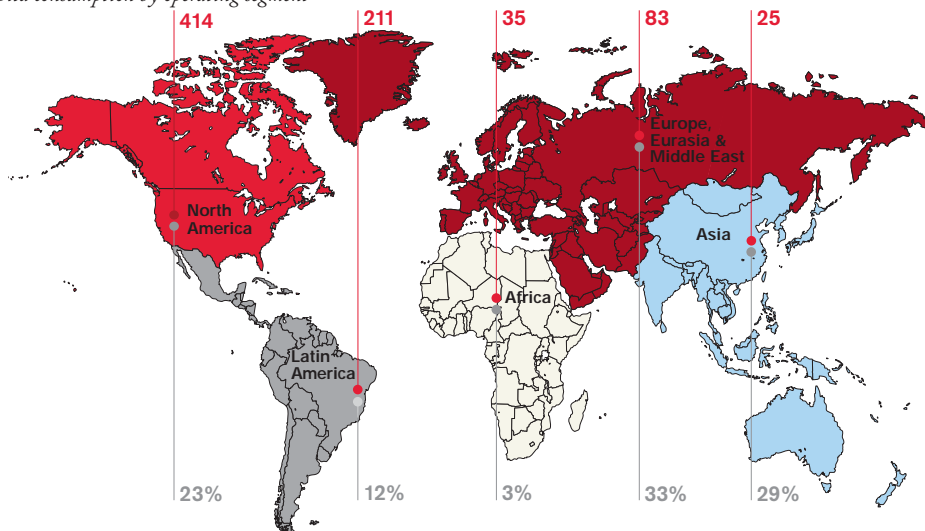 414
211
35
83
25
Europe,
Eurasia &
Middle East
North
America
Asia
Africa
Latin
America
23%
12%
3%
33%
29%